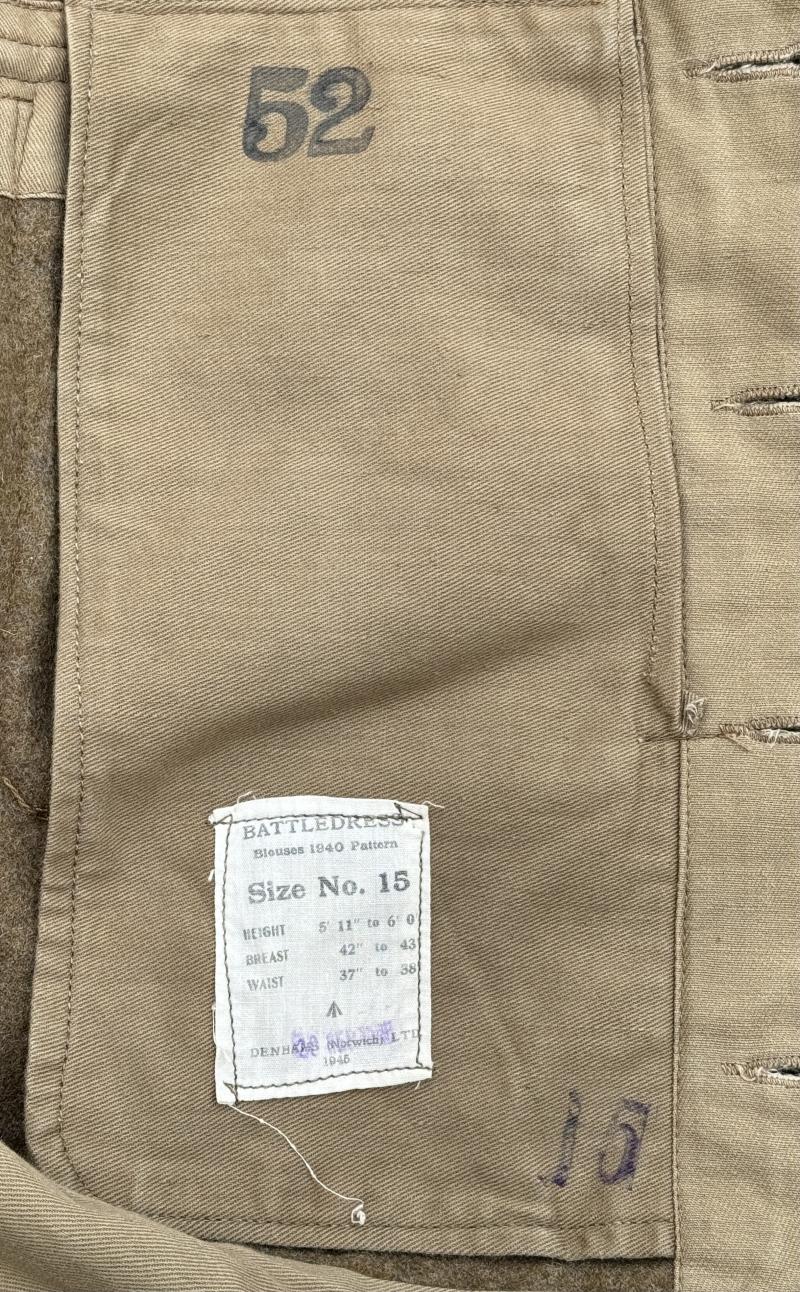 52
BATTLEDRESS
Blouses 1940 Pattern
Size No. 15
HEIGHT 5' 11" to 6' 0
BREAST 42" to 43
WAIST 37" to 38
(Norwich) LTD
1945
15